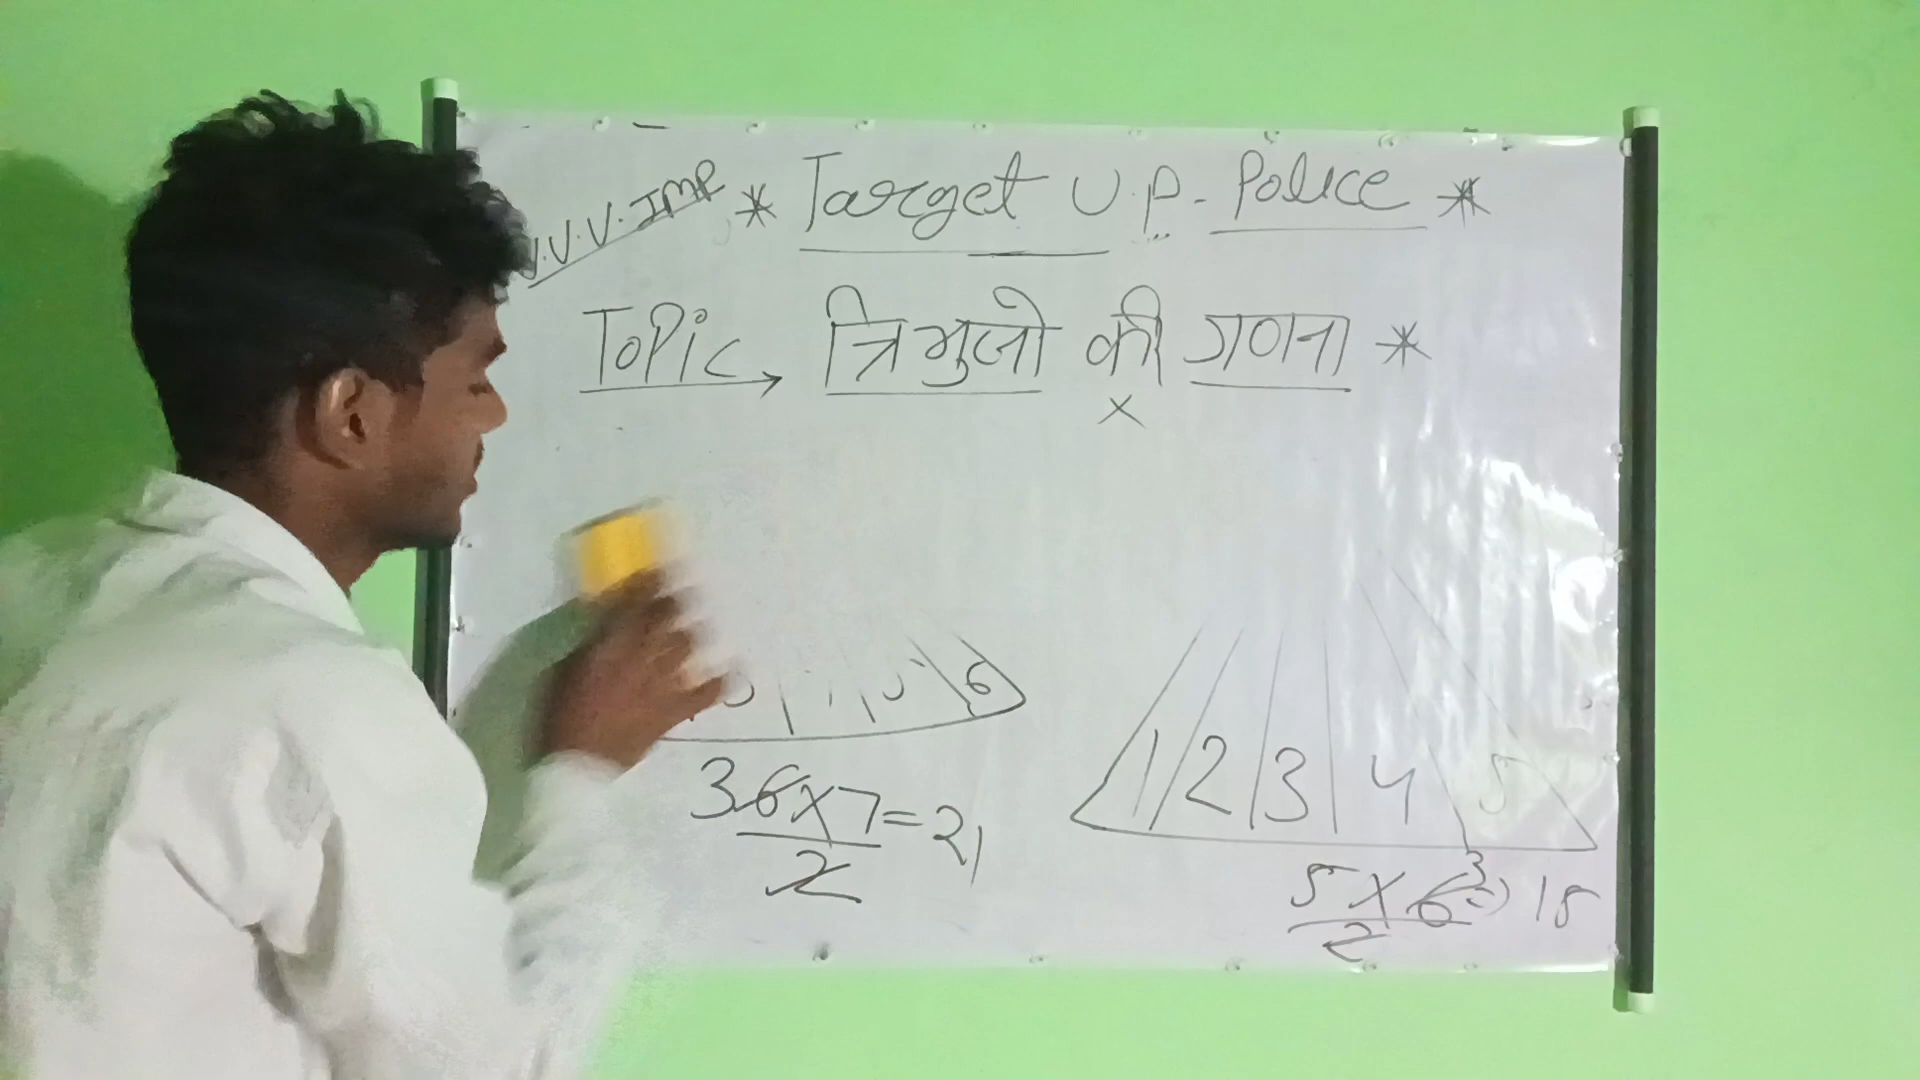 V.V.V. IMP * Target U.P. Police *
Topic → त्रिभुजो की गणना *
×
6
1 2 3 4 5
3 6 × 7 = 21
2
5 × 6 3 => 15
2